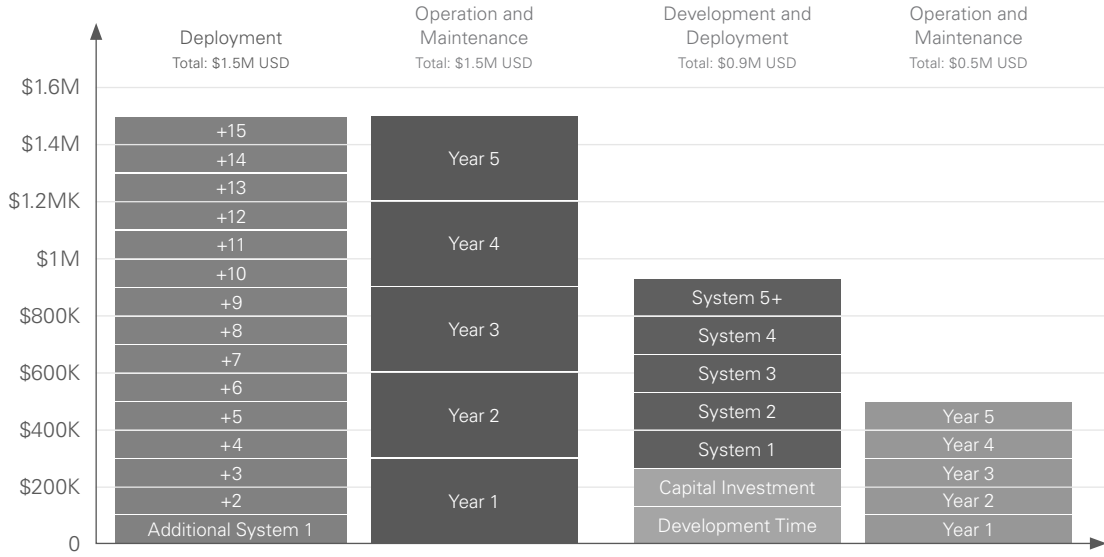 Deployment
Total: $1.5M USD
Operation and
Maintenance
Total: $1.5M USD
Development and
Deployment
Total: $0.9M USD
Operation and
Maintenance
Total: $0.5M USD
$1.6M
$1.4M
$1.2MK
$1M
$800K
$600K
$400K
$200K
0
+15
+14
+13
+12
+11
+10
+9
+8
+7
+6
+5
+4
+3
+2
Additional System 1
Year 5
Year 4
Year 3
Year 2
Year 1
System 5+
System 4
System 3
System 2
System 1
Capital Investment
Development Time
Year 5
Year 4
Year 3
Year 2
Year 1